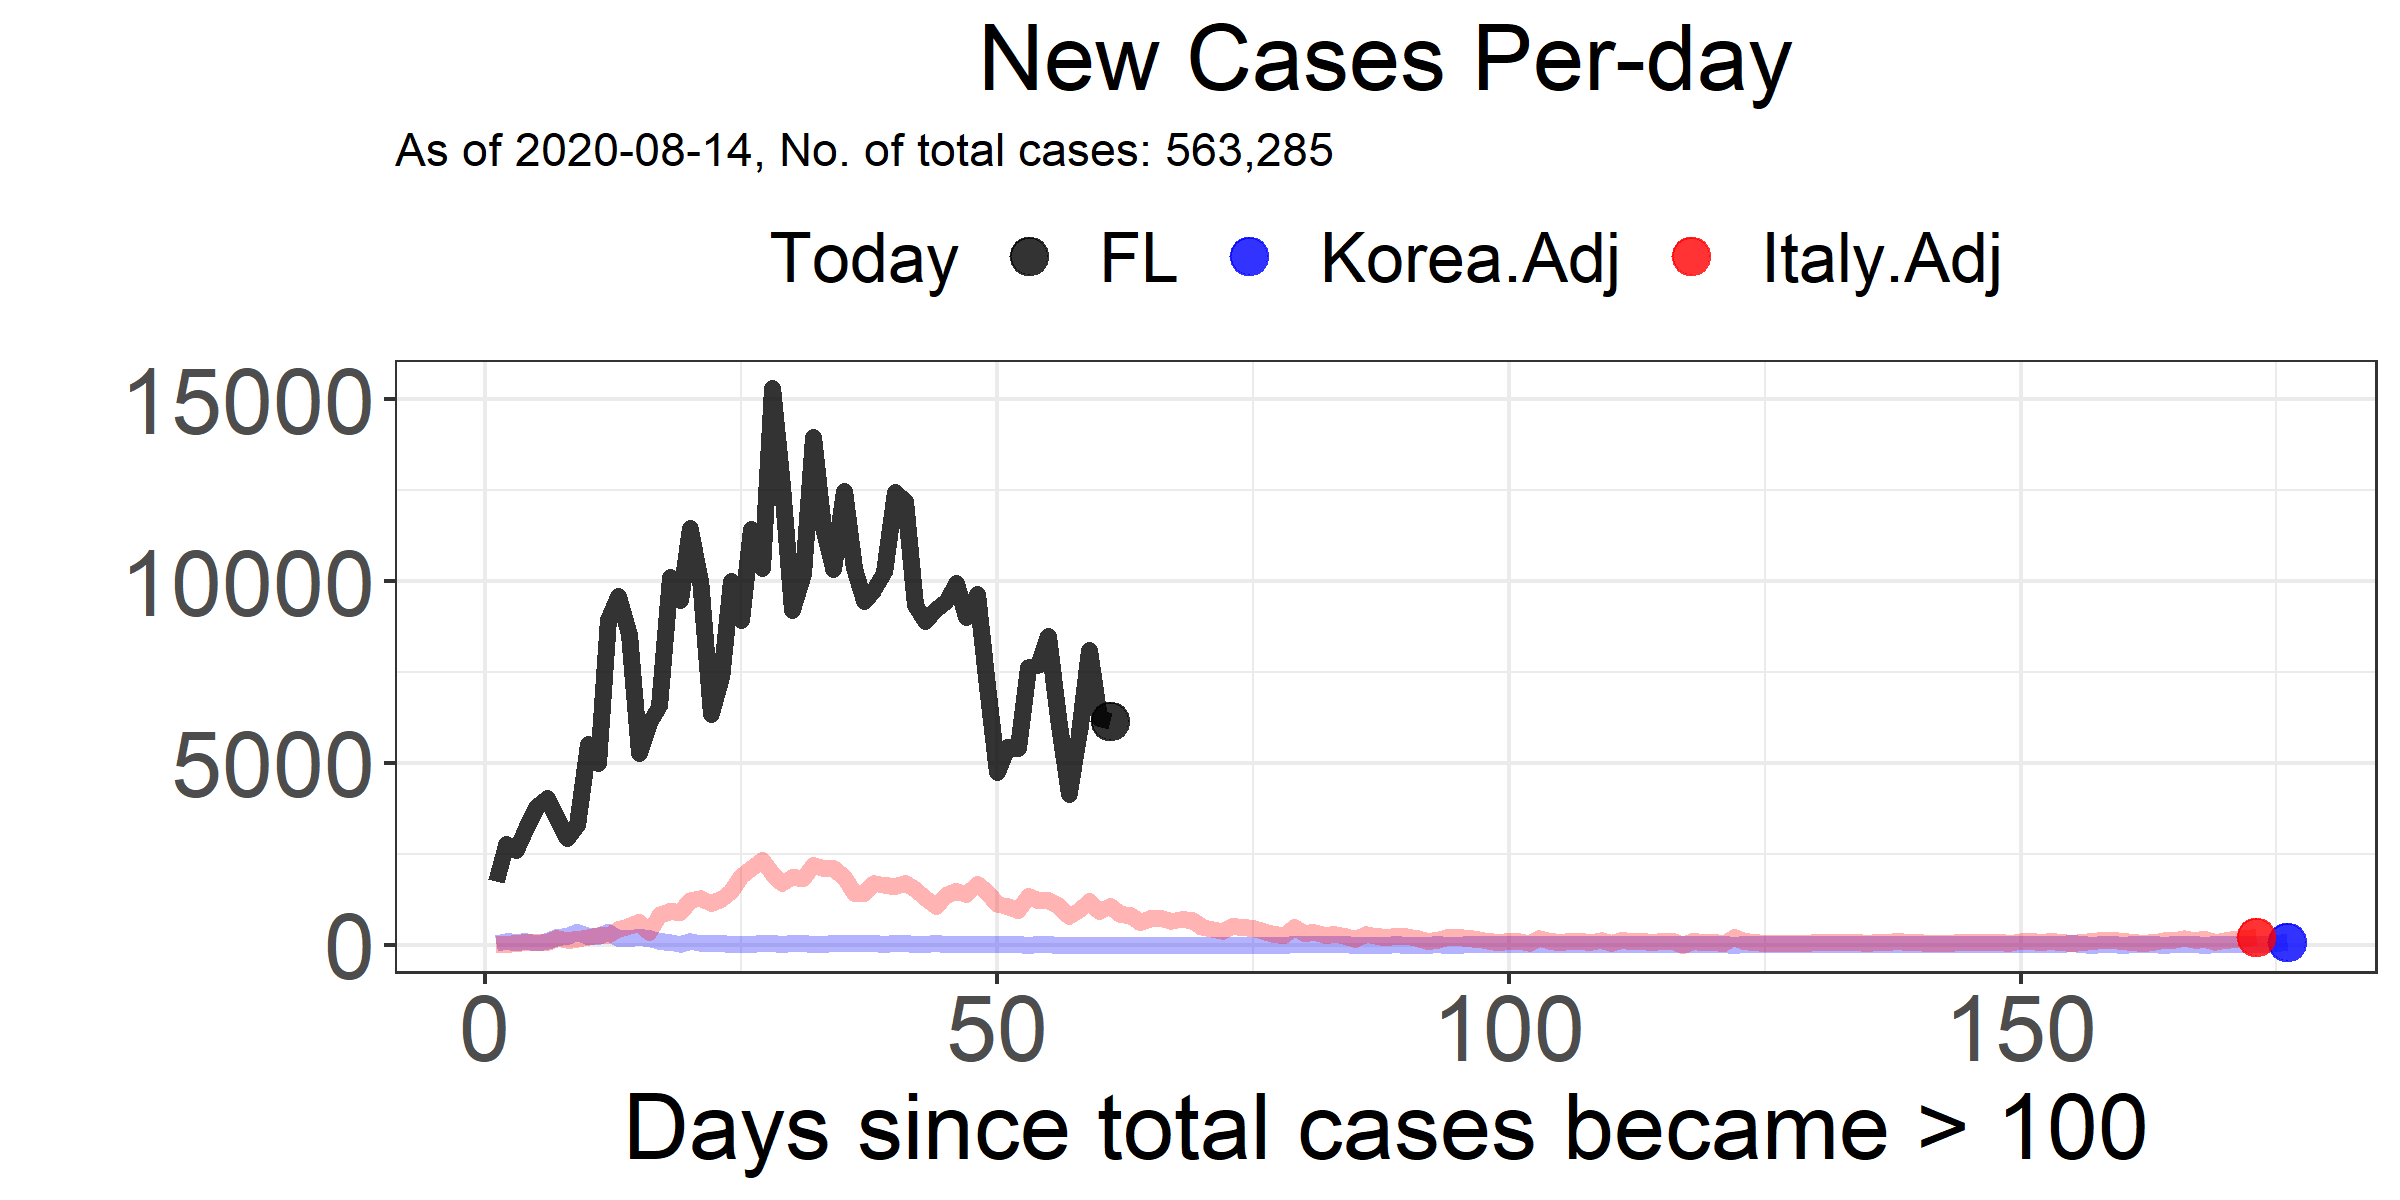 New Cases Per-day
As of 2020-08-14, No. of total cases: 563,285
Today FL Korea.Adj Italy.Adj
15000
10000
5000
0
0 50 100 150
Days since total cases became > 100